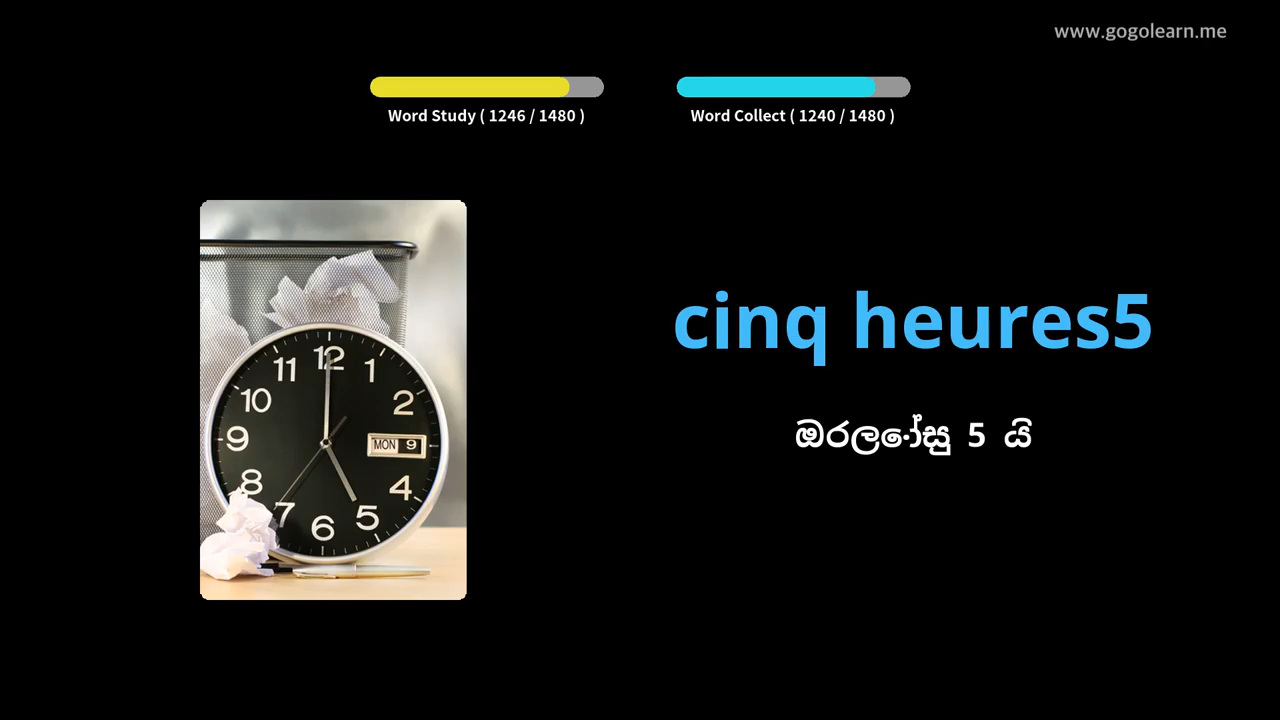 www.gogolearn.me
Word Study ( 1246 / 1480 )
Word Collect ( 1240 / 1480 )
12
11
1
10
2
9
MON 9
8
4
7
5
6
cinq heures5
ඔරලෝසු 5 යි